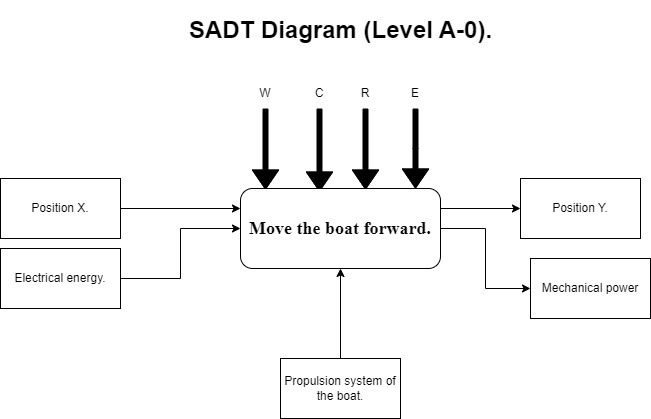 SADT Diagram (Level A-0).
W C R E
Position X.
Position Y.
Move the boat forward.
Electrical energy.
Mechanical power
Propulsion system of
the boat.